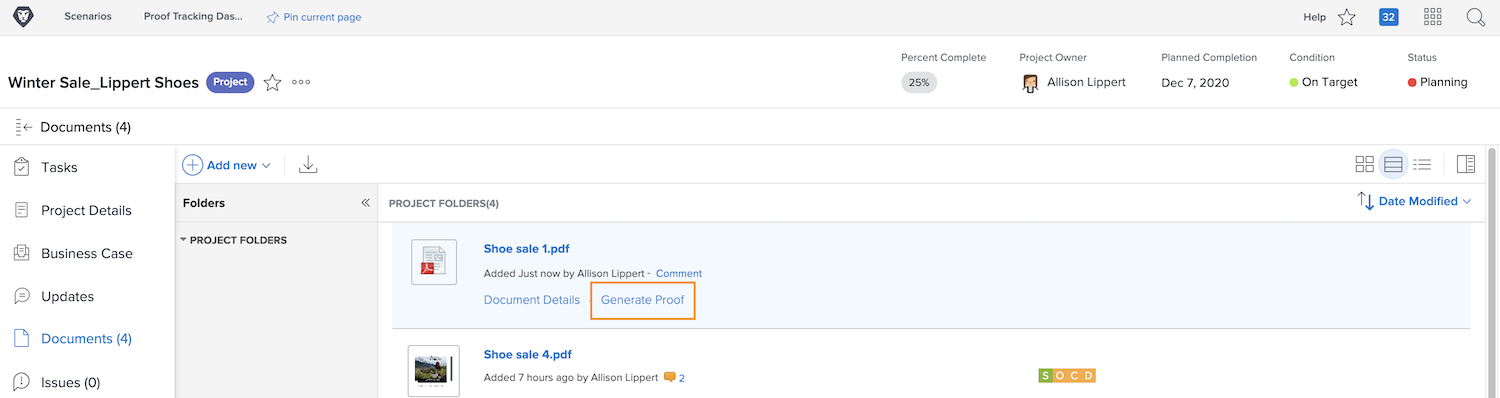 Scenarios Proof Tracking Das... Pin current page Help 32
Percent Complete Project Owner Planned Completion Condition Status
Winter Sale_Lippert Shoes Project 25% Allison Lippert Dec 7, 2020 On Target Planning
Documents (4)
Tasks
Project Details
Business Case
Updates
Documents (4)
Issues (0)
Add new
Folders
PROJECT FOLDERS
PROJECT FOLDERS(4) Date Modified
Shoe sale 1.pdf
Added Just now by Allison Lippert - Comment
Document Details Generate Proof
Shoe sale 4.pdf
Added 7 hours ago by Allison Lippert 2
S O C D